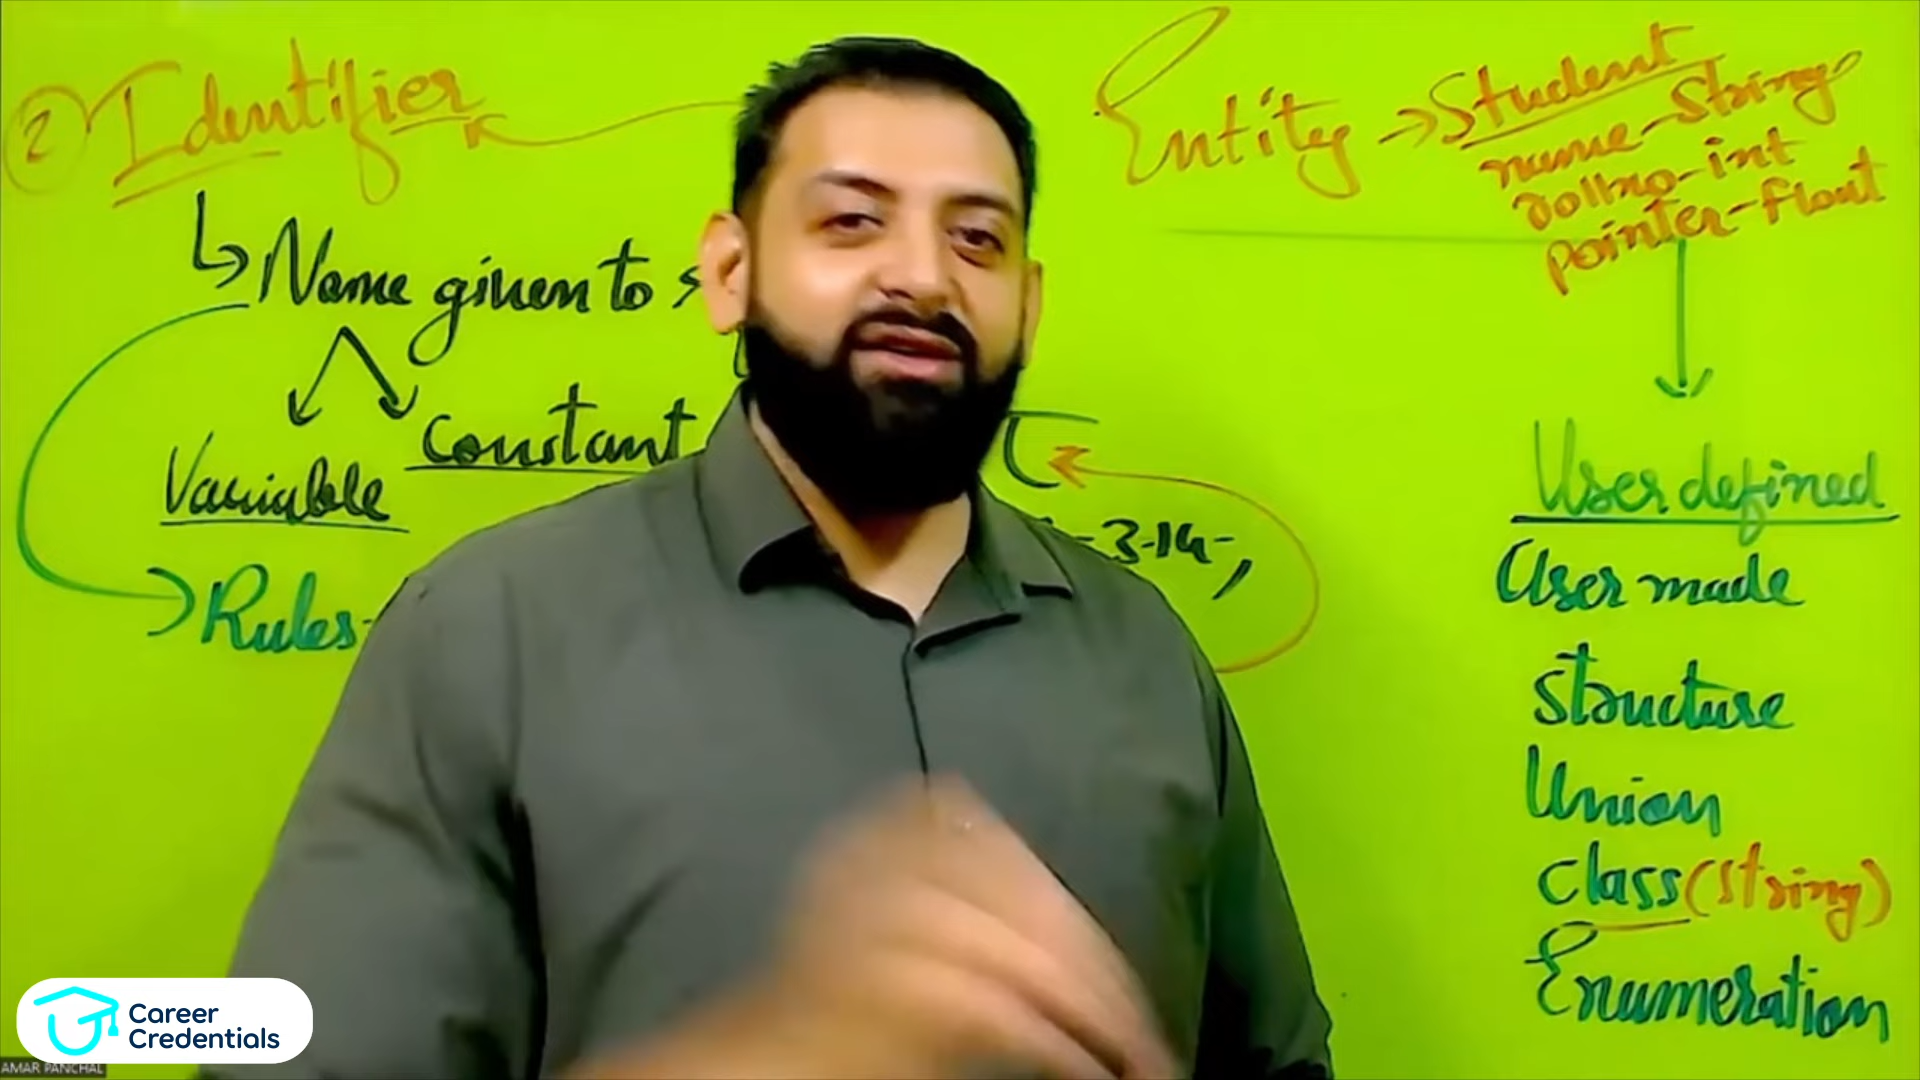 ② Identifier
Entity → Student
name - String
rollno - int
pointer - float
↳ Name given to
Variable
Constant
Rules -
- 3.14 - ,
User defined
User made
Structure
Union
Class (String)
Enumeration
Career
Credentials
AMAR PANCHAL